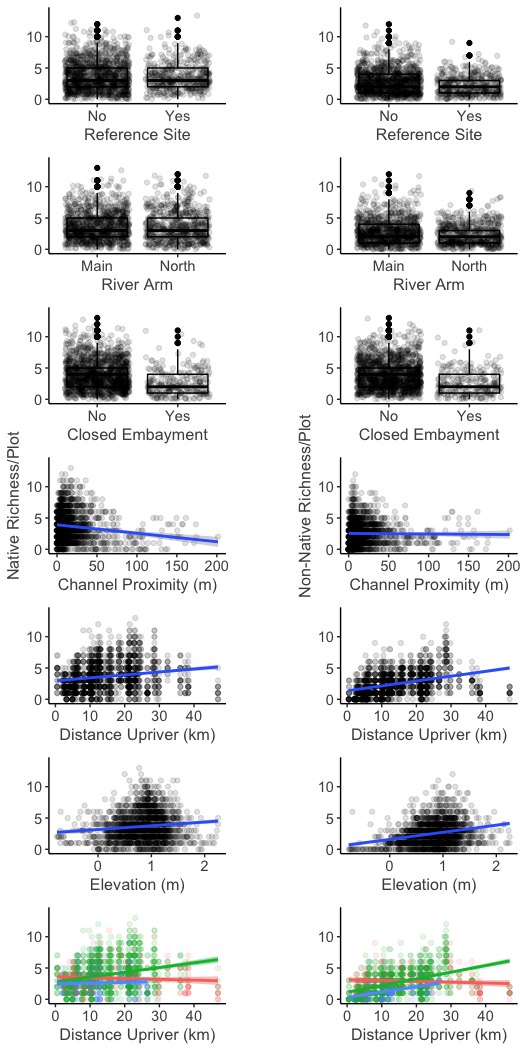 10
5
0
No Yes
Reference Site
10
5
0
No Yes
Reference Site
10
5
0
Main North
River Arm
10
5
0
Main North
River Arm
10
5
0
No Yes
Closed Embayment
10
5
0
No Yes
Closed Embayment
Native Richness/Plot
10
5
0
0 50 100 150 200
Channel Proximity (m)
Non-Native Richness/Plot
10
5
0
0 50 100 150 200
Channel Proximity (m)
10
5
0
0 10 20 30 40
Distance Upriver (km)
10
5
0
0 10 20 30 40
Distance Upriver (km)
10
5
0
0 1 2
Elevation (m)
10
5
0
0 1 2
Elevation (m)
10
5
0
0 10 20 30 40
Distance Upriver (km)
10
5
0
0 10 20 30 40
Distance Upriver (km)